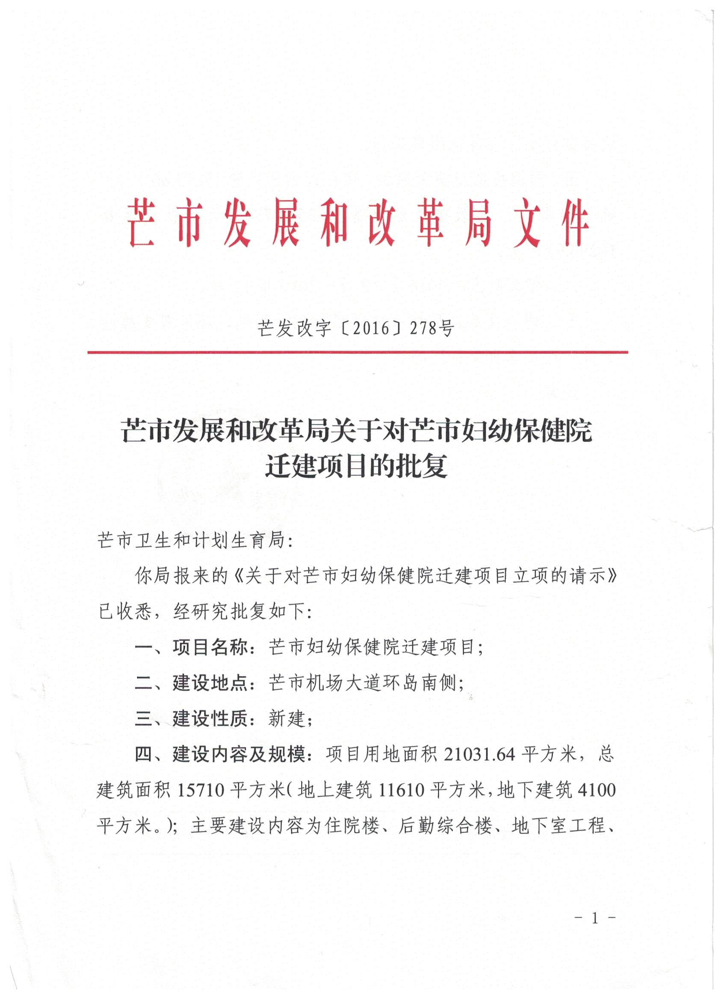 芒市发展和改革局文件
芒发改字〔2016〕278号
芒市发展和改革局关于对芒市妇幼保健院
迁建项目的批复
芒市卫生和计划生育局：
你局报来的《关于对芒市妇幼保健院迁建项目立项的请示》
已收悉，经研究批复如下：
一、项目名称：芒市妇幼保健院迁建项目；
二、建设地点：芒市机场大道环岛南侧；
三、建设性质：新建；
四、建设内容及规模：项目用地面积 21031.64 平方米，总
建筑面积 15710 平方米（地上建筑 11610 平方米，地下建筑 4100
平方米。）；主要建设内容为住院楼、后勤综合楼、地下室工程、
- 1 -